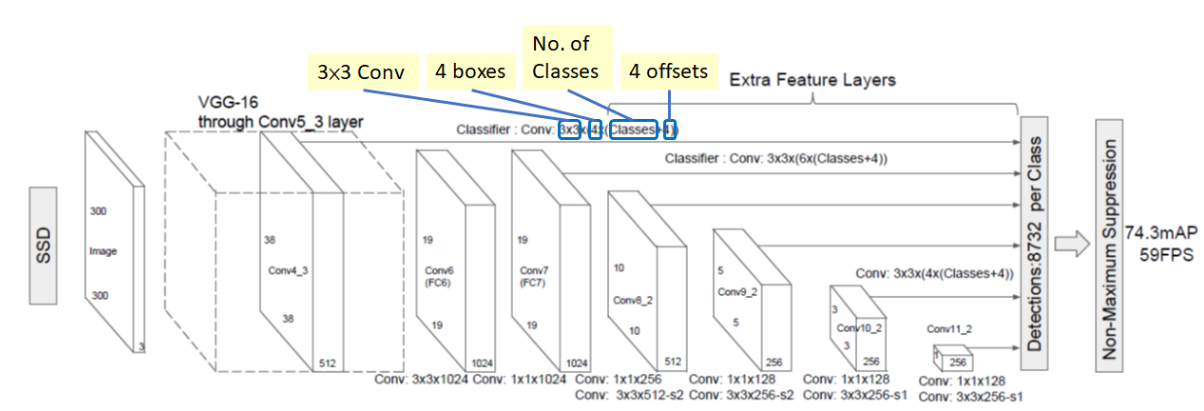 No. of
Classes
3×3 Conv
4 boxes
4 offsets
Extra Feature Layers
VGG-16
through Conv5_3 layer
Classifier : Conv: 3x3x(4x(Classes+4))
Classifier : Conv: 3x3x(6x(Classes+4))
SSD
300
Image
300
3
38
Conv4_3
38
512
19
Conv6
(FC6)
19
1024
19
Conv7
(FC7)
19
1024
10
Conv8_2
10
512
5
Conv9_2
5
256
Conv: 3x3x(4x(Classes+4))
3
Conv10_2
3
256
Conv11_2
1
256
Conv: 3x3x1024
Conv: 1x1x1024
Conv: 1x1x256
Conv: 3x3x512-s2
Conv: 1x1x128
Conv: 3x3x256-s2
Conv: 1x1x128
Conv: 3x3x256-s1
Conv: 1x1x128
Conv: 3x3x256-s1
Detections:8732 per Class
Non-Maximum Suppression
74.3mAP
59FPS